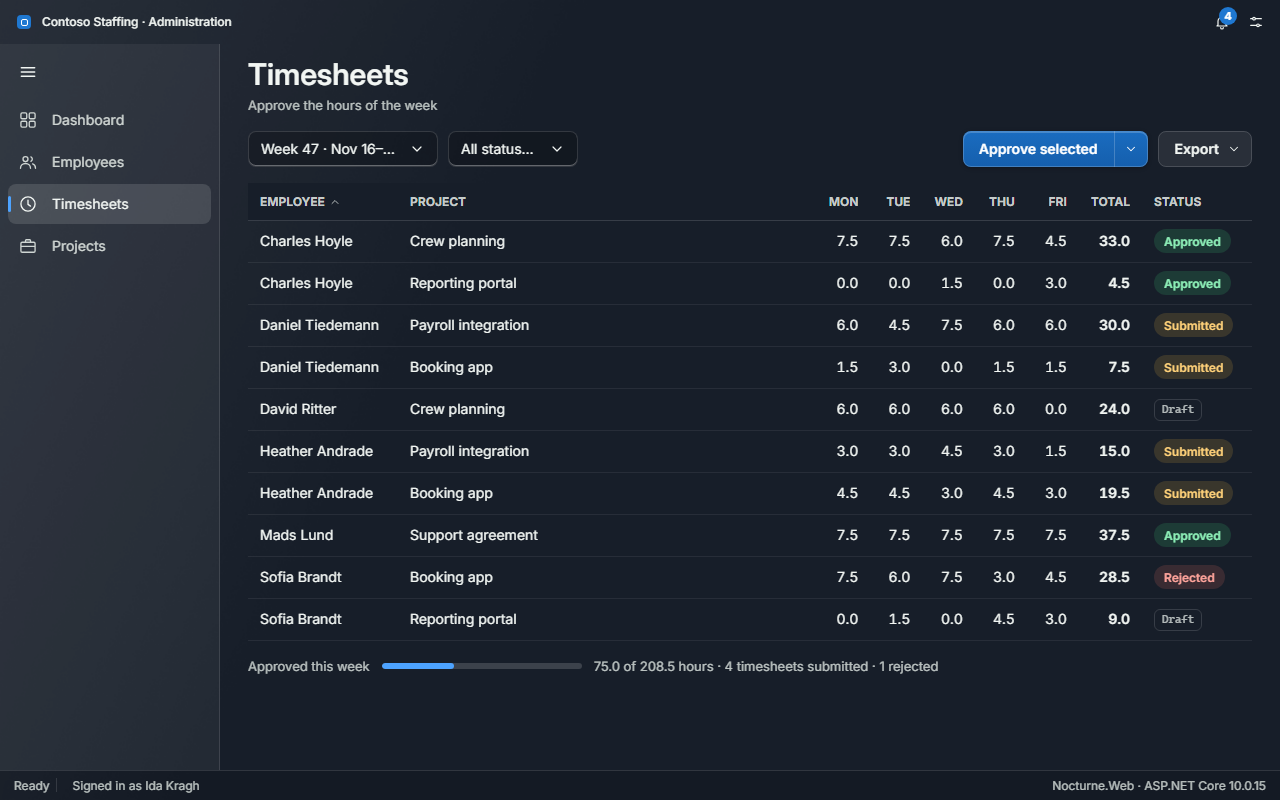 Contoso Staffing · Administration
4
Dashboard
Employees
Timesheets
Projects
Timesheets
Approve the hours of the week
Week 47 · Nov 16–...
All status...
Approve selected
Export
EMPLOYEE PROJECT MON TUE WED THU FRI TOTAL STATUS
Charles Hoyle Crew planning 7.5 7.5 6.0 7.5 4.5 33.0 Approved
Charles Hoyle Reporting portal 0.0 0.0 1.5 0.0 3.0 4.5 Approved
Daniel Tiedemann Payroll integration 6.0 4.5 7.5 6.0 6.0 30.0 Submitted
Daniel Tiedemann Booking app 1.5 3.0 0.0 1.5 1.5 7.5 Submitted
David Ritter Crew planning 6.0 6.0 6.0 6.0 0.0 24.0 Draft
Heather Andrade Payroll integration 3.0 3.0 4.5 3.0 1.5 15.0 Submitted
Heather Andrade Booking app 4.5 4.5 3.0 4.5 3.0 19.5 Submitted
Mads Lund Support agreement 7.5 7.5 7.5 7.5 7.5 37.5 Approved
Sofia Brandt Booking app 7.5 6.0 7.5 3.0 4.5 28.5 Rejected
Sofia Brandt Reporting portal 0.0 1.5 0.0 4.5 3.0 9.0 Draft
Approved this week 75.0 of 208.5 hours · 4 timesheets submitted · 1 rejected
Ready Signed in as Ida Kragh Nocturne.Web · ASP.NET Core 10.0.15